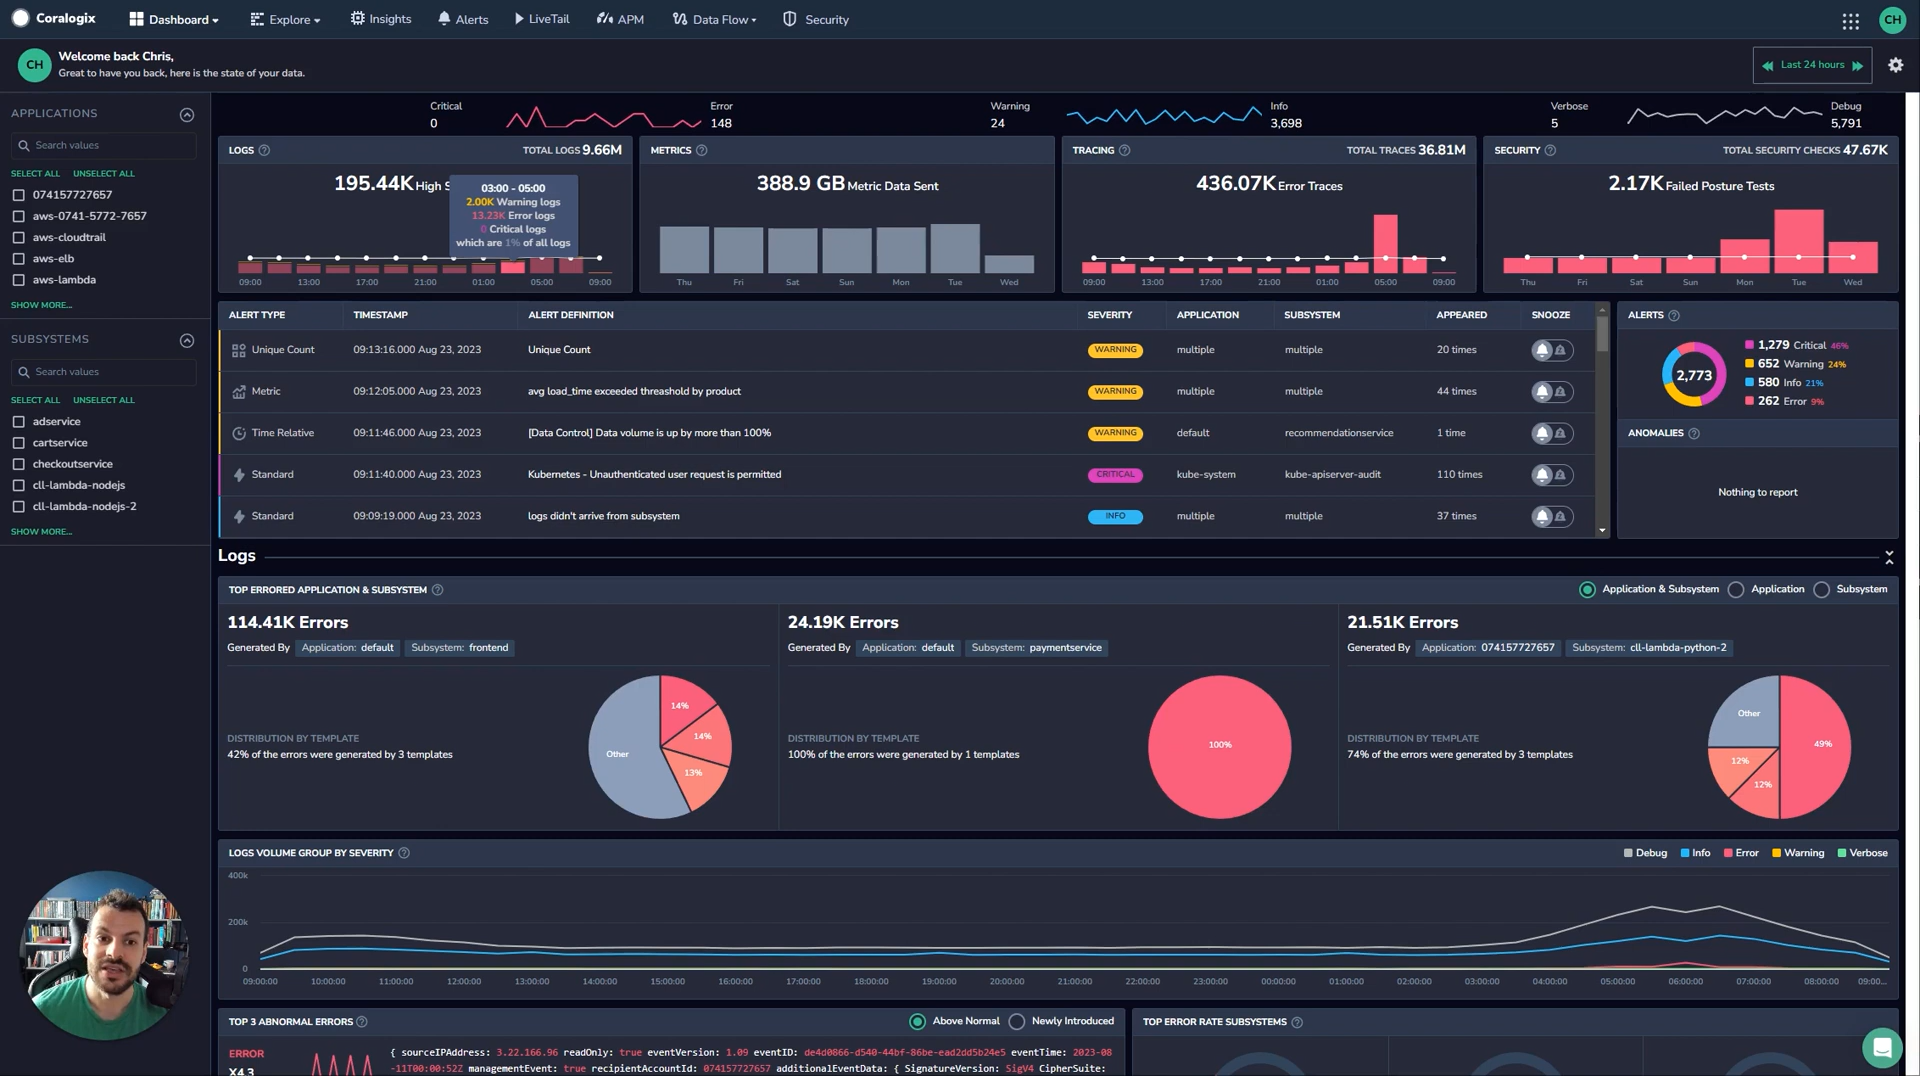 Coralogix Dashboard Explore Insights Alerts LiveTail APM Data Flow Security CH
CH Welcome back Chris,
Great to have you back, here is the state of your data.
Last 24 hours
APPLICATIONS
Search values
SELECT ALL UNSELECT ALL
074157727657
aws-0741-5772-7657
aws-cloudtrail
aws-elb
aws-lambda
SHOW MORE...
SUBSYSTEMS
Search values
SELECT ALL UNSELECT ALL
adservice
cartservice
checkoutservice
cll-lambda-nodejs
cll-lambda-nodejs-2
SHOW MORE...
Critical Error Warning Info Verbose Debug
0 148 24 3,698 5 5,791
LOGS TOTAL LOGS 9.66M
195.44K High S
03:00 - 05:00
2.00K Warning logs
13.23K Error logs
0 Critical logs
which are 1% of all logs
09:00 13:00 17:00 21:00 01:00 05:00 09:00
METRICS
388.9 GB Metric Data Sent
Thu Fri Sat Sun Mon Tue Wed
TRACING TOTAL TRACES 36.81M
436.07K Error Traces
09:00 13:00 17:00 21:00 01:00 05:00 09:00
SECURITY TOTAL SECURITY CHECKS 47.67K
2.17K Failed Posture Tests
Thu Fri Sat Sun Mon Tue Wed
ALERT TYPE TIMESTAMP ALERT DEFINITION SEVERITY APPLICATION SUBSYSTEM APPEARED SNOOZE
Unique Count 09:13:16.000 Aug 23, 2023 Unique Count WARNING multiple multiple 20 times
Metric 09:12:05.000 Aug 23, 2023 avg load_time exceeded threashold by product WARNING multiple multiple 44 times
Time Relative 09:11:46.000 Aug 23, 2023 [Data Control] Data volume is up by more than 100% WARNING default recommendationservice 1 time
Standard 09:11:40.000 Aug 23, 2023 Kubernetes - Unauthenticated user request is permitted CRITICAL kube-system kube-apiserver-audit 110 times
Standard 09:09:19.000 Aug 23, 2023 logs didn't arrive from subsystem INFO multiple multiple 37 times
ALERTS
2,773
1,279 Critical 46%
652 Warning 24%
580 Info 21%
262 Error 9%
ANOMALIES
Nothing to report
Logs
TOP ERRORED APPLICATION & SUBSYSTEM Application & Subsystem Application Subsystem
114.41K Errors
Generated By Application: default Subsystem: frontend
DISTRIBUTION BY TEMPLATE
42% of the errors were generated by 3 templates
14%
14%
13%
Other
24.19K Errors
Generated By Application: default Subsystem: paymentservice
DISTRIBUTION BY TEMPLATE
100% of the errors were generated by 1 templates
100%
21.51K Errors
Generated By Application: 074157727657 Subsystem: cll-lambda-python-2
DISTRIBUTION BY TEMPLATE
74% of the errors were generated by 3 templates
Other
49%
12%
12%
LOGS VOLUME GROUP BY SEVERITY Debug Info Error Warning Verbose
400k
200k
0
09:00:00 10:00:00 11:00:00 12:00:00 13:00:00 14:00:00 15:00:00 16:00:00 17:00:00 18:00:00 19:00:00 20:00:00 21:00:00 22:00:00 23:00:00 00:00:00 01:00:00 02:00:00 03:00:00 04:00:00 05:00:00 06:00:00 07:00:00 08:00:00 09:00...
TOP 3 ABNORMAL ERRORS Above Normal Newly Introduced
ERROR
X4.3
{ sourceIPAddress: 3.22.166.96 readOnly: true eventVersion: 1.09 eventID: de4d0866-d540-44bf-86be-ead2dd5b24e5 eventTime: 2023-08
-11T00:00:52Z managementEvent: true recipientAccountId: 074157727657 additionalEventData: { SignatureVersion: SigV4 CipherSuite:
TOP ERROR RATE SUBSYSTEMS